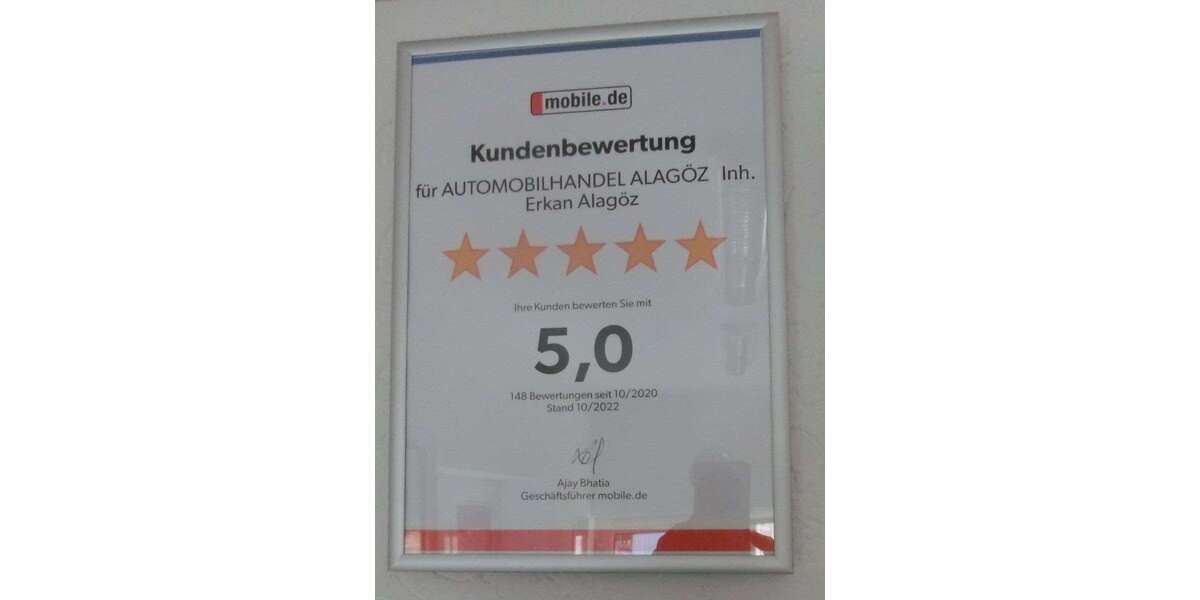 mobile.de
Kundenbewertung
für AUTOMOBILHANDEL ALAGÖZ Inh.
Erkan Alagöz
Ihre Kunden bewerten Sie mit
5,0
148 Bewertungen seit 10/2020
Stand 10/2022
Ajay Bhatia
Geschäftsführer mobile.de